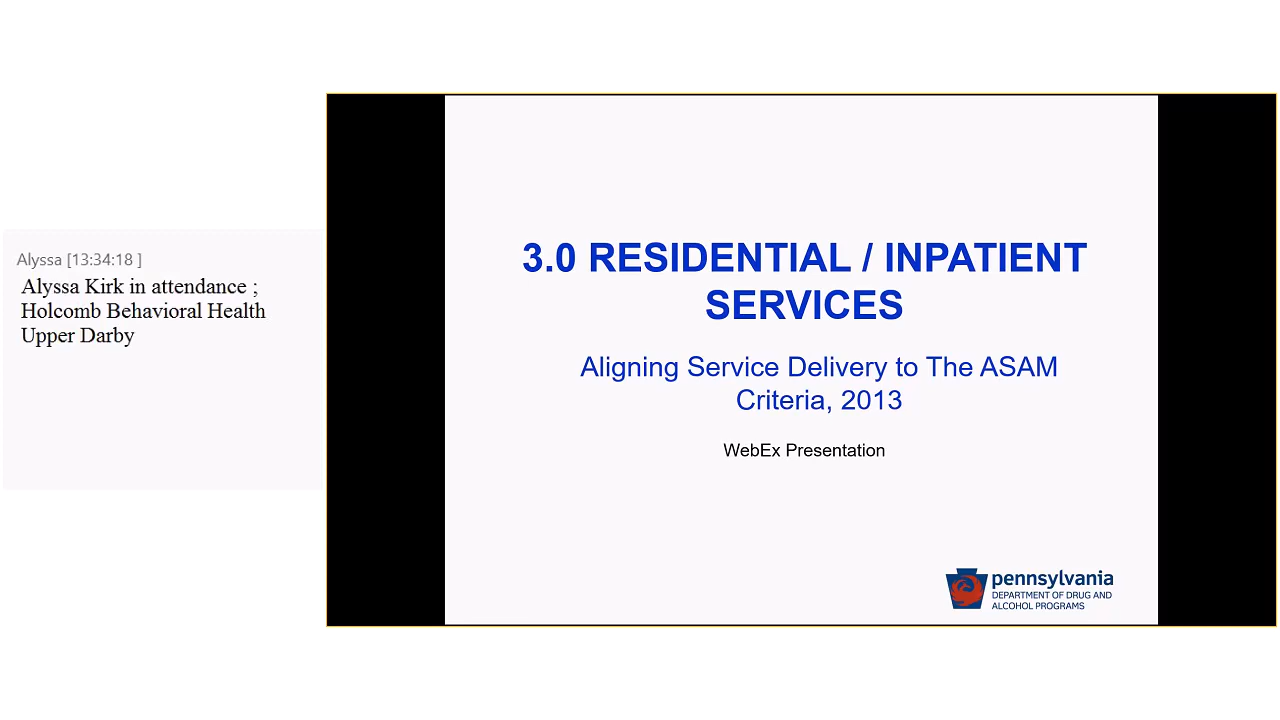 Alyssa [13:34:18 ]
Alyssa Kirk in attendance ;
Holcomb Behavioral Health
Upper Darby
3.0 RESIDENTIAL / INPATIENT
SERVICES
Aligning Service Delivery to The ASAM
Criteria, 2013
WebEx Presentation
pennsylvania
DEPARTMENT OF DRUG AND
ALCOHOL PROGRAMS